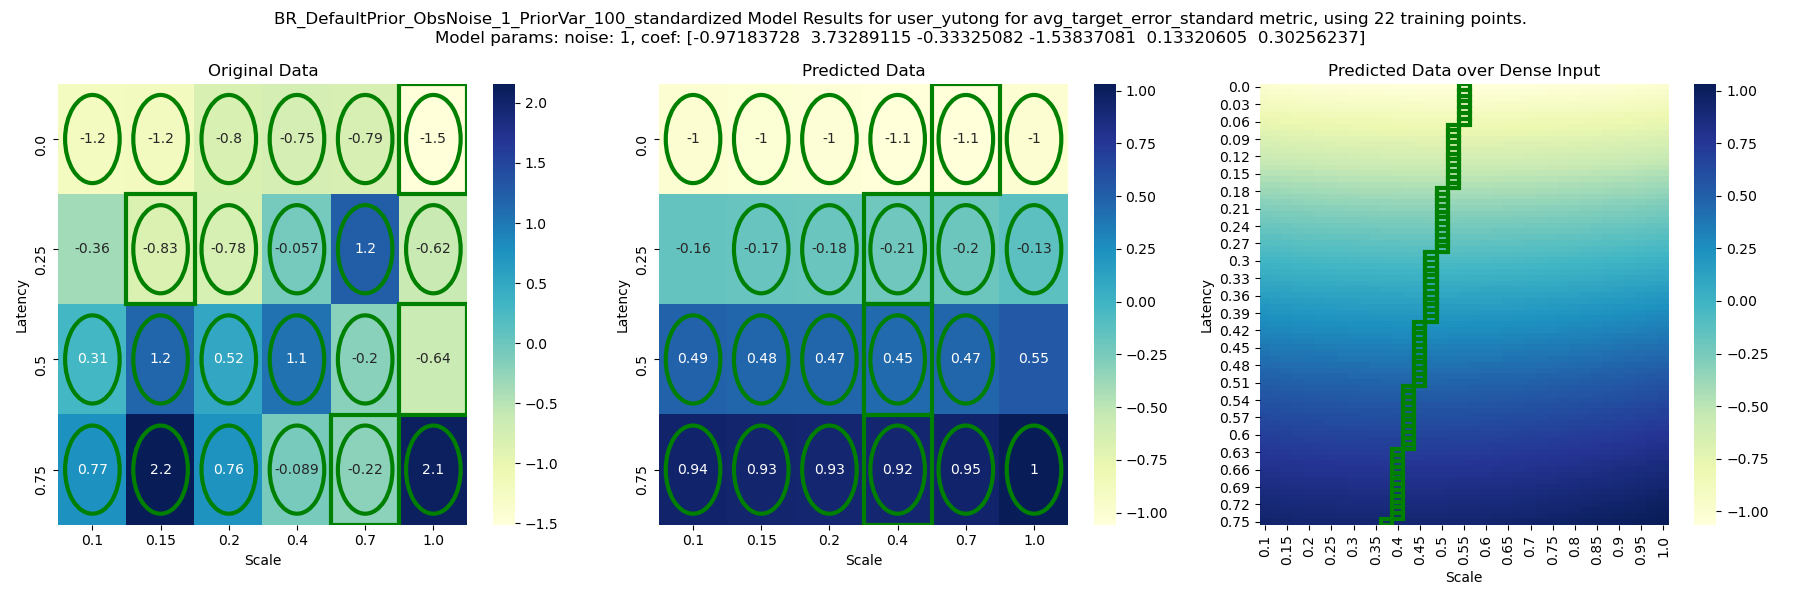 BR_DefaultPrior_ObsNoise_1_PriorVar_100_standardized Model Results for user_yutong for avg_target_error_standard metric, using 22 training points.
Model params: noise: 1, coef: [-0.97183728  3.73289115 -0.33325082 -1.53837081  0.13320605  0.30256237]
Original Data
Latency
0.0
0.25
0.5
0.75
-1.2 -1.2 -0.8 -0.75 -0.79 -1.5
-0.36 -0.83 -0.78 -0.057 1.2 -0.62
0.31 1.2 0.52 1.1 -0.2 -0.64
0.77 2.2 0.76 -0.089 -0.22 2.1
0.1 0.15 0.2 0.4 0.7 1.0
Scale
2.0
1.5
1.0
0.5
0.0
−0.5
−1.0
−1.5
Predicted Data
Latency
0.0
0.25
0.5
0.75
-1 -1 -1 -1.1 -1.1 -1
-0.16 -0.17 -0.18 -0.21 -0.2 -0.13
0.49 0.48 0.47 0.45 0.47 0.55
0.94 0.93 0.93 0.92 0.95 1
0.1 0.15 0.2 0.4 0.7 1.0
Scale
1.00
0.75
0.50
0.25
0.00
−0.25
−0.50
−0.75
−1.00
Predicted Data over Dense Input
Latency
0.0
0.03
0.06
0.09
0.12
0.15
0.18
0.21
0.24
0.27
0.3
0.33
0.36
0.39
0.42
0.45
0.48
0.51
0.54
0.57
0.6
0.63
0.66
0.69
0.72
0.75
0.1 0.15 0.2 0.25 0.3 0.35 0.4 0.45 0.5 0.55 0.6 0.65 0.7 0.75 0.8 0.85 0.9 0.95 1.0
Scale
1.00
0.75
0.50
0.25
0.00
−0.25
−0.50
−0.75
−1.00